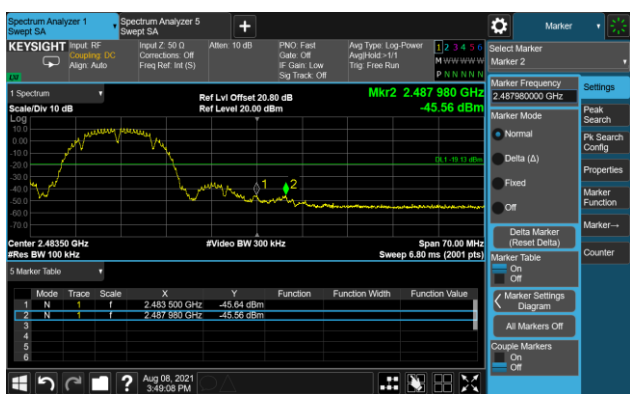 Spectrum Analyzer 1
Swept SA
Spectrum Analyzer 5
Swept SA
Marker
KEYSIGHT
Input: RF
Coupling: DC
Align: Auto
Input Z: 50 Ω
Corrections: Off
Freq Ref: Int (S)
Atten: 10 dB
PNO: Fast
Gate: Off
IF Gain: Low
Sig Track: Off
Avg Type: Log-Power
Avg|Hold:>1/1
Trig: Free Run
1 2 3 4 5 6
M W W W W W
P N N N N N
Select Marker
Marker 2
1 Spectrum
Scale/Div 10 dB
Log
Ref Lvl Offset 20.80 dB
Ref Level 20.00 dBm
Mkr2 2.487 980 GHz
-45.56 dBm
10.0
0.00
-10.0
-20.0
-30.0
-40.0
-50.0
-60.0
-70.0
DL1 -19.13 dBm
1
2
Center 2.48350 GHz
#Res BW 100 kHz
#Video BW 300 kHz
Span 70.00 MHz
Sweep 6.80 ms (2001 pts)
5 Marker Table
Mode Trace Scale X Y Function Function Width Function Value
1 N 1 f 2.483 500 GHz -45.64 dBm
2 N 1 f 2.487 980 GHz -45.56 dBm
3
4
5
6
Marker Frequency
2.487980000 GHz
Marker Mode
Normal
Delta (Δ)
Fixed
Off
Delta Marker
(Reset Delta)
Marker Table
On
Off
Marker Settings
Diagram
All Markers Off
Couple Markers
On
Off
Settings
Peak
Search
Pk Search
Config
Properties
Marker
Function
Marker→
Counter
Aug 08, 2021
3:49:08 PM